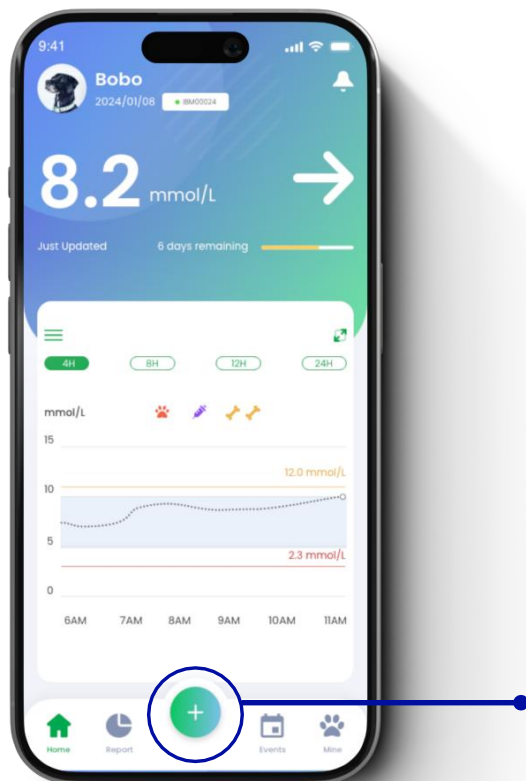 9:41
Bobo
2024/01/08 IBM00024
8.2 mmol/L
Just Updated 6 days remaining
4H 8H 12H 24H
mmol/L
15
12.0 mmol/L
10
5
2.3 mmol/L
0
6AM 7AM 8AM 9AM 10AM 11AM
+
Home Report Events Mine